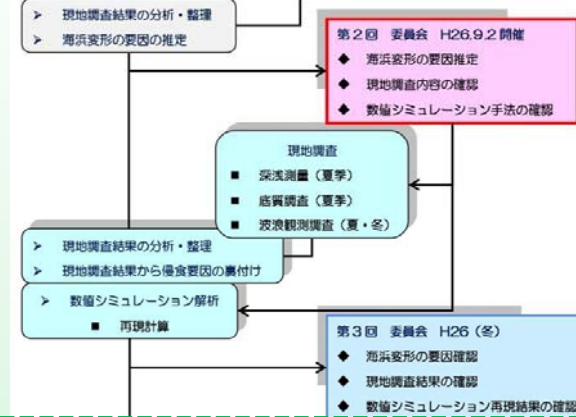 ➢ 現地調査結果の分析・整理
➢ 海浜変形の要因の推定
第2回 委員会 H26.9.2開催
◆ 海浜変形の要因推定
◆ 現地調査内容の確認
◆ 数値シミュレーション手法の確認
現地調査
■ 深浅測量（夏季）
■ 底質調査（夏季）
■ 波浪観測調査（夏・冬）
➢ 現地調査結果の分析・整理
➢ 現地調査結果から侵食要因の裏付け
➢ 数値シミュレーション解析
■ 再現計算
第3回 委員会 H26（冬）
◆ 海浜変形の要因確認
◆ 現地調査結果の確認
◆ 数値シミュレーション再現結果の確認